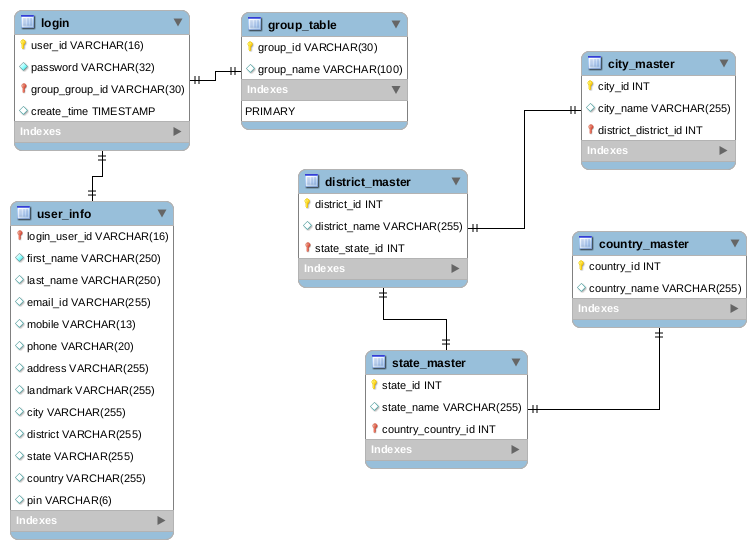 login
user_id VARCHAR(16)
password VARCHAR(32)
group_group_id VARCHAR(30)
create_time TIMESTAMP
Indexes
group_table
group_id VARCHAR(30)
group_name VARCHAR(100)
Indexes
PRIMARY
city_master
city_id INT
city_name VARCHAR(255)
district_district_id INT
Indexes
district_master
district_id INT
district_name VARCHAR(255)
state_state_id INT
Indexes
user_info
login_user_id VARCHAR(16)
first_name VARCHAR(250)
last_name VARCHAR(250)
email_id VARCHAR(255)
mobile VARCHAR(13)
phone VARCHAR(20)
address VARCHAR(255)
landmark VARCHAR(255)
city VARCHAR(255)
district VARCHAR(255)
state VARCHAR(255)
country VARCHAR(255)
pin VARCHAR(6)
Indexes
country_master
country_id INT
country_name VARCHAR(255)
Indexes
state_master
state_id INT
state_name VARCHAR(255)
country_country_id INT
Indexes